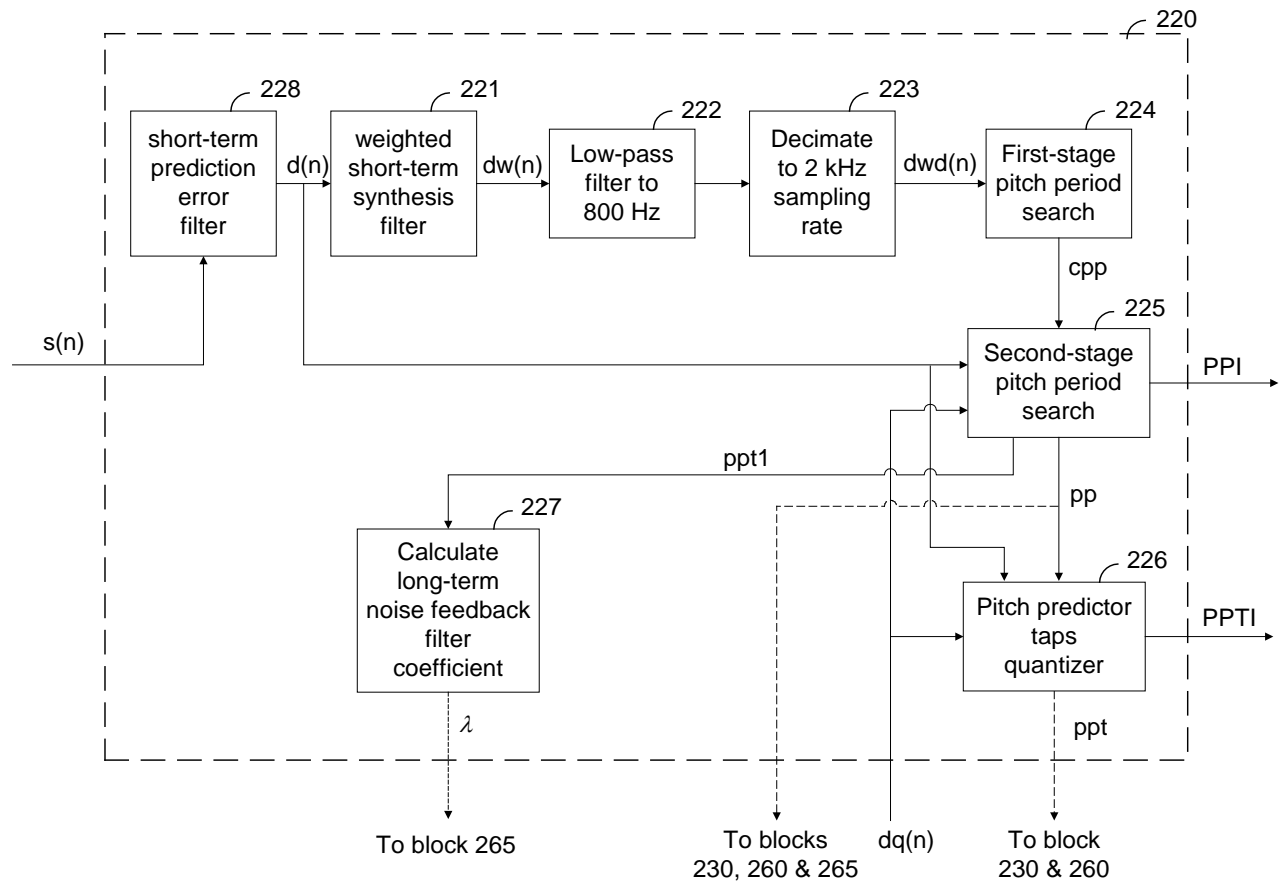 220
228
221
222
223
224
short-term
prediction
error
filter
d(n)
weighted
short-term
synthesis
filter
dw(n)
Low-pass
filter to
800 Hz
Decimate
to 2 kHz
sampling
rate
dwd(n)
First-stage
pitch period
search
cpp
225
s(n)
Second-stage
pitch period
search
PPI
ppt1
pp
227
Calculate
long-term
noise feedback
filter
coefficient
226
Pitch predictor
taps
quantizer
PPTI
λ
ppt
To block 265
To blocks
230, 260 & 265
dq(n)
To block
230 & 260